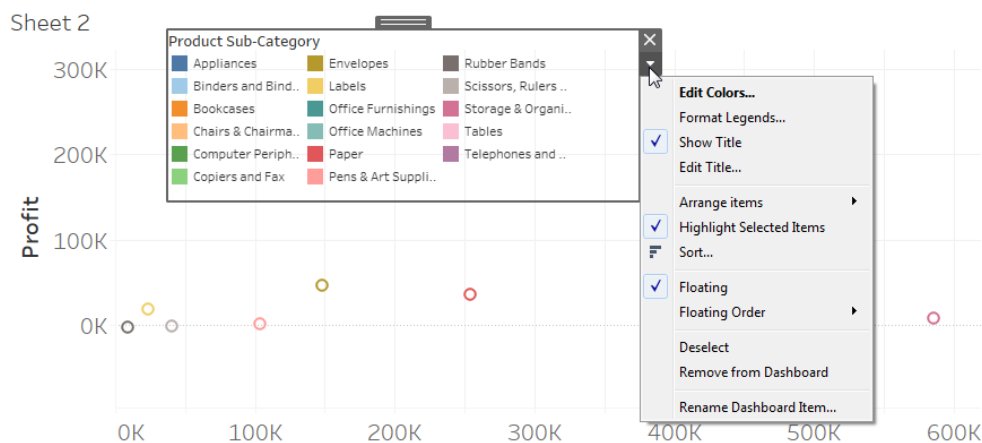 Sheet 2
Product Sub-Category
Appliances Envelopes Rubber Bands
Binders and Bind.. Labels Scissors, Rulers ..
Bookcases Office Furnishings Storage & Organi..
Chairs & Chairma.. Office Machines Tables
Computer Periph.. Paper Telephones and ..
Copiers and Fax Pens & Art Suppli..
Edit Colors...
Format Legends...
Show Title
Edit Title...
Arrange items
Highlight Selected Items
Sort...
Floating
Floating Order
Deselect
Remove from Dashboard
Rename Dashboard Item...
Profit
300K
200K
100K
0K
0K 100K 200K 300K 400K 500K 600K